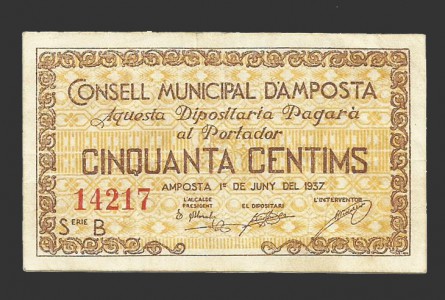 CONSELL MUNICIPAL D'AMPOSTA
Aquesta Dipositaria Pagarà
al Portador
CINQUANTA CENTIMS
14217
AMPOSTA 1er DE JUNY DEL 1937
L'ALCALDE
PRESIDENT
EL DIPOSITARI
L'INTERVENTOR
SERIE B